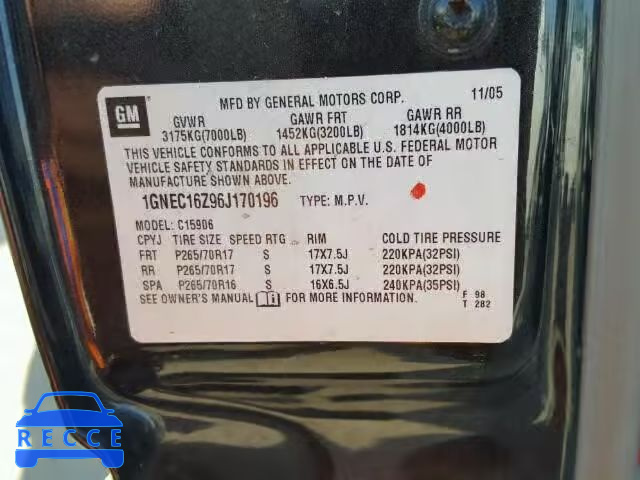 GM
MFD BY GENERAL MOTORS CORP. 11/05
GVWR GAWR FRT GAWR RR
3175KG(7000LB) 1452KG(3200LB) 1814KG(4000LB)
THIS VEHICLE CONFORMS TO ALL APPLICABLE U.S. FEDERAL MOTOR
VEHICLE SAFETY STANDARDS IN EFFECT ON THE DATE OF
MANUFACTURE SHOWN ABOVE.
1GNEC16Z96J170196 TYPE: M.P.V.
MODEL: C15906
CPYJ TIRE SIZE SPEED RTG RIM COLD TIRE PRESSURE
FRT P265/70R17 S 17X7.5J 220KPA(32PSI)
RR P265/70R17 S 17X7.5J 220KPA(32PSI)
SPA P265/70R16 S 16X6.5J 240KPA(35PSI)
SEE OWNER'S MANUAL i FOR MORE INFORMATION. F 98
T 282
RECCE